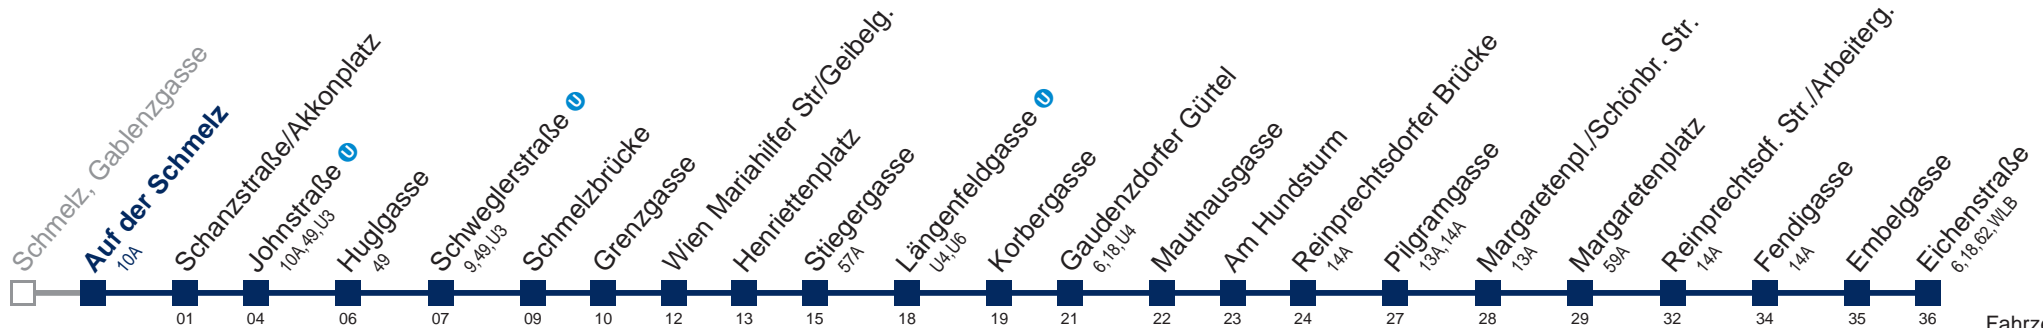 Schmelz, Gablenzgasse
Auf der Schmelz
10A
Schanzstraße/Akkonplatz
01
Johnstraße U
10A,49,U3
04
Huglgasse
49
06
Schweglerstraße U
9,49,U3
07
Schmelzbrücke
09
Grenzgasse
10
Wien Mariahilfer Str/Geibelg.
12
Henriettenplatz
13
Stiegergasse
57A
15
Längenfeldgasse U
U4,U6
18
Korbergasse
19
Gaudenzdorfer Gürtel
6,18,U4
21
Mauthausgasse
22
Am Hundsturm
23
Reinprechtsdorfer Brücke
14A
24
Pilgramgasse
13A,14A
27
Margaretenpl./Schönbr. Str.
13A
28
Margaretenplatz
59A
29
Reinprechtsdf. Str./Arbeiterg.
14A
32
Fendigasse
14A
34
Embelgasse
35
Eichenstraße
6,18,62,WLB
36